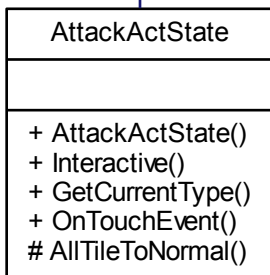 AttackActState
+ AttackActState()
+ Interactive()
+ GetCurrentType()
+ OnTouchEvent()
# AllTileToNormal()